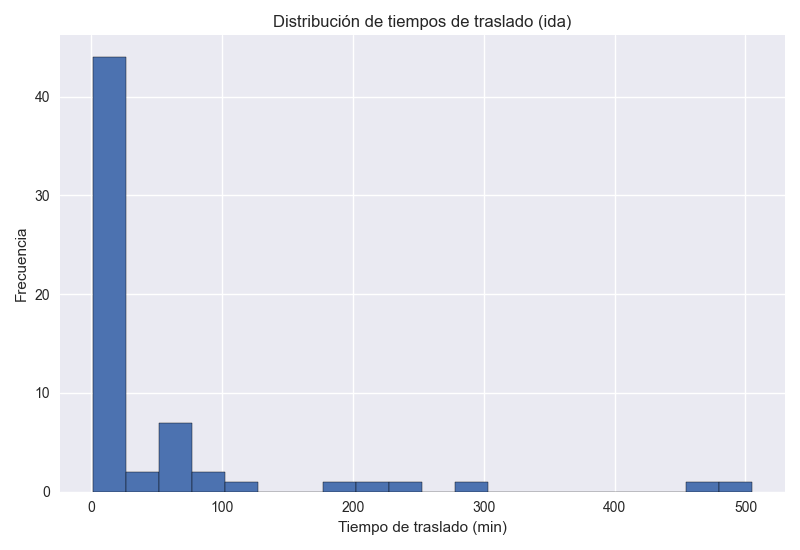 Distribución de tiempos de traslado (ida)
Frecuencia
40
30
20
10
0
0 100 200 300 400 500
Tiempo de traslado (min)